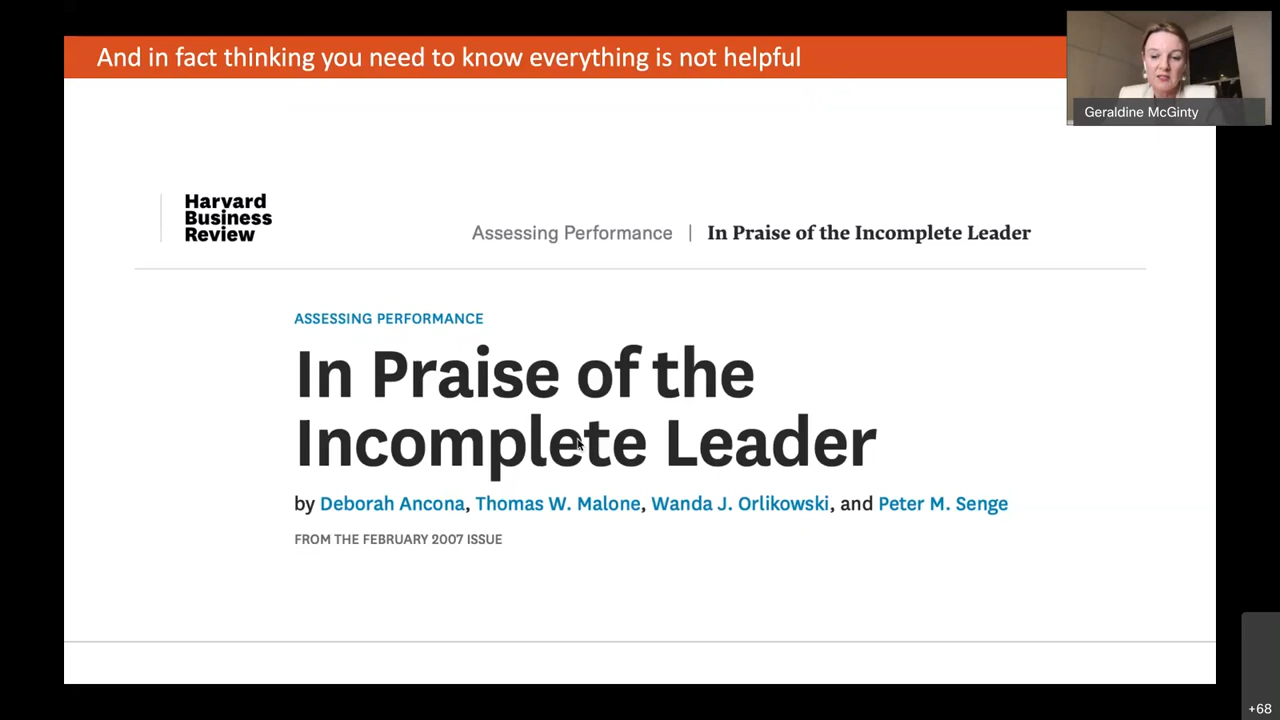 And in fact thinking you need to know everything is not helpful
Geraldine McGinty
Harvard
Business
Review
Assessing Performance | In Praise of the Incomplete Leader
ASSESSING PERFORMANCE
In Praise of the
Incomplete Leader
by Deborah Ancona, Thomas W. Malone, Wanda J. Orlikowski, and Peter M. Senge
FROM THE FEBRUARY 2007 ISSUE
+68